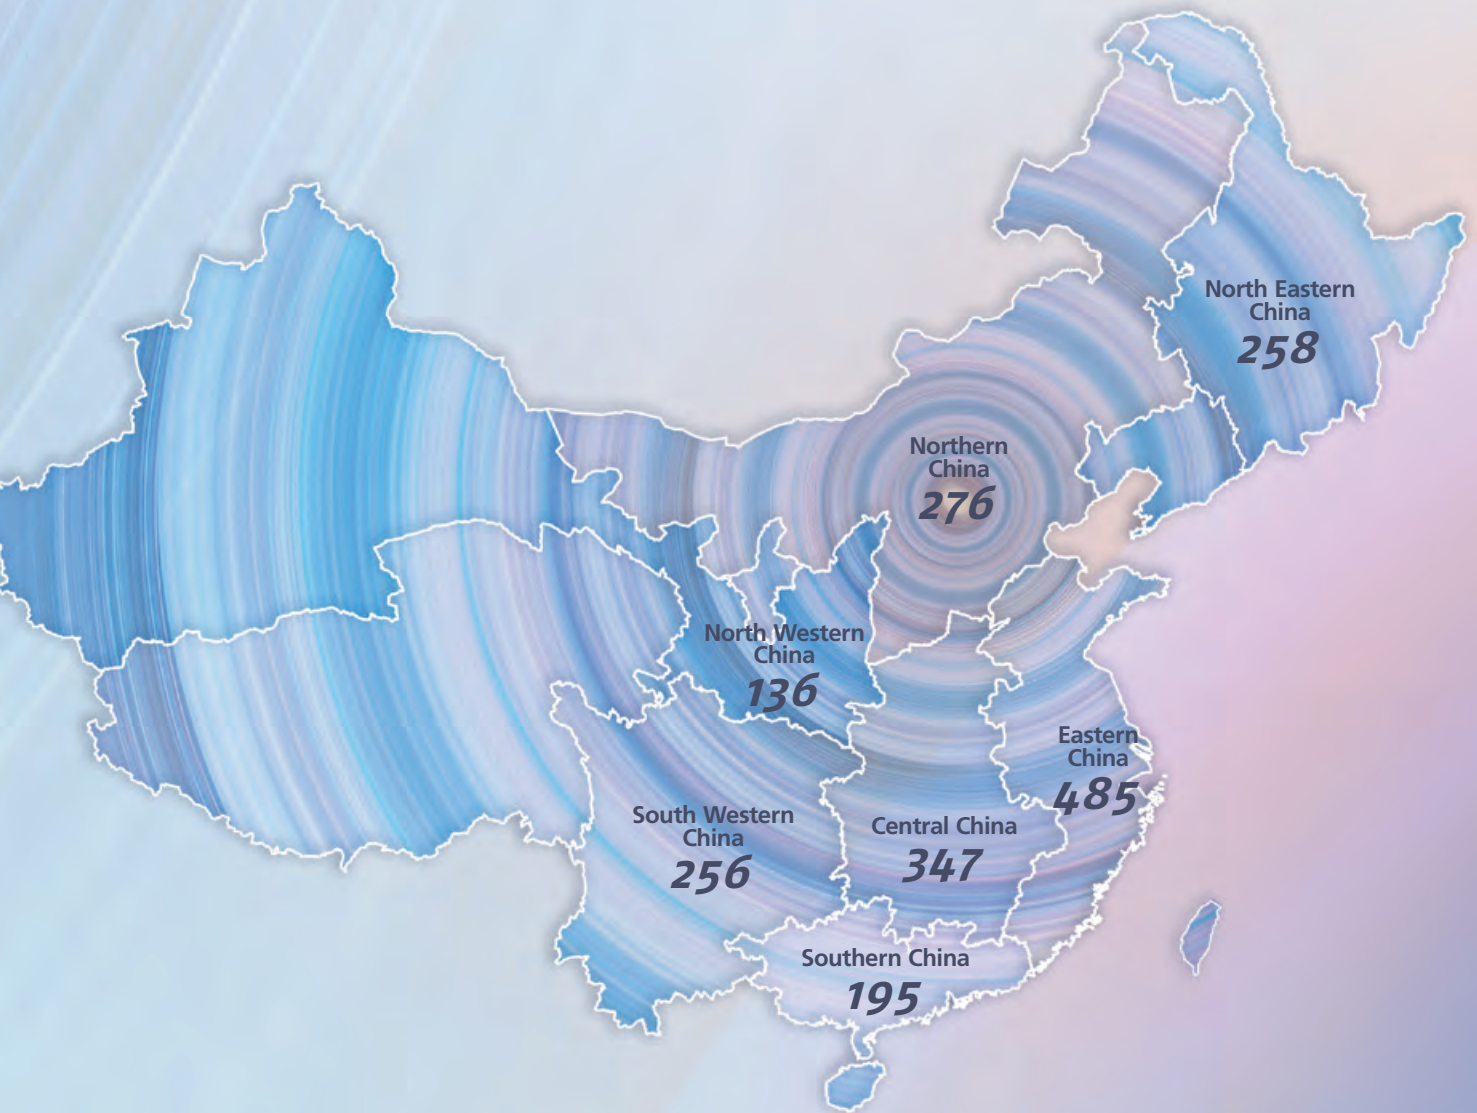 North Eastern
China
258
Northern
China
276
North Western
China
136
Eastern
China
485
South Western
China
256
Central China
347
Southern China
195